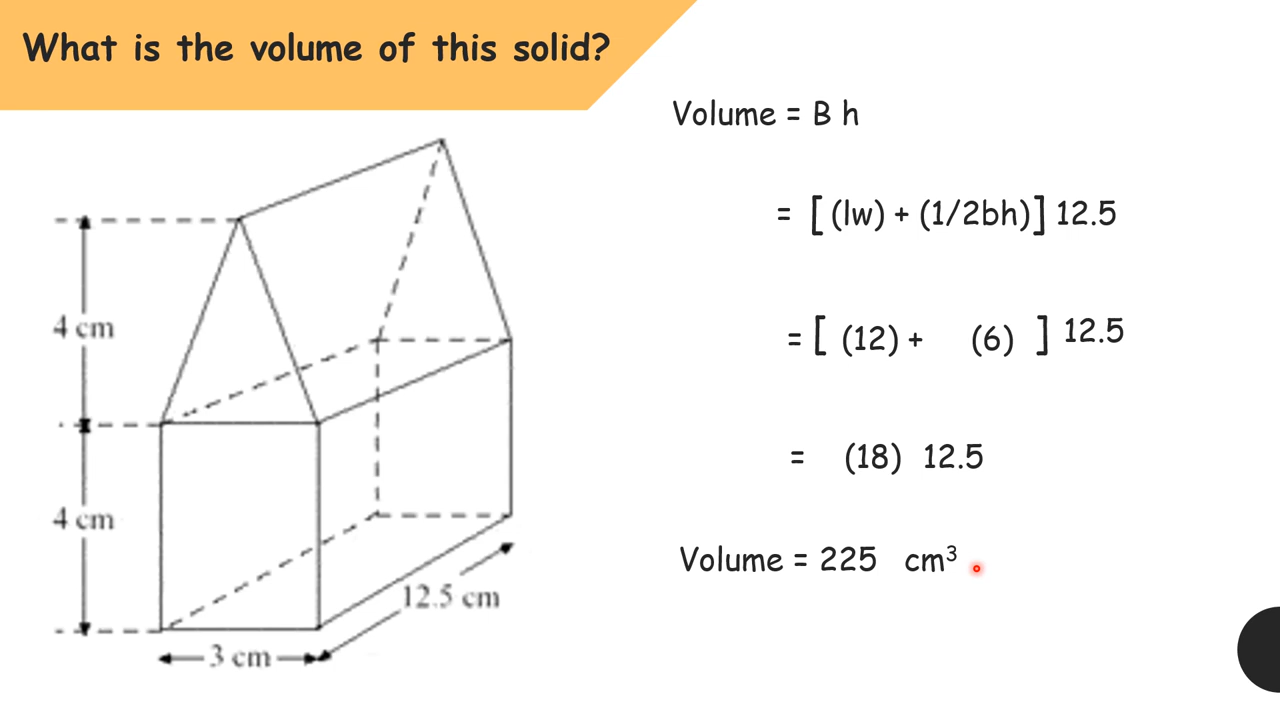 What is the volume of this solid?
Volume = B h
= [ (lw) + (1/2bh)] 12.5
= [ (12) + (6) ] 12.5
= (18) 12.5
Volume = 225 cm³
4 cm
4 cm
12.5 cm
3 cm